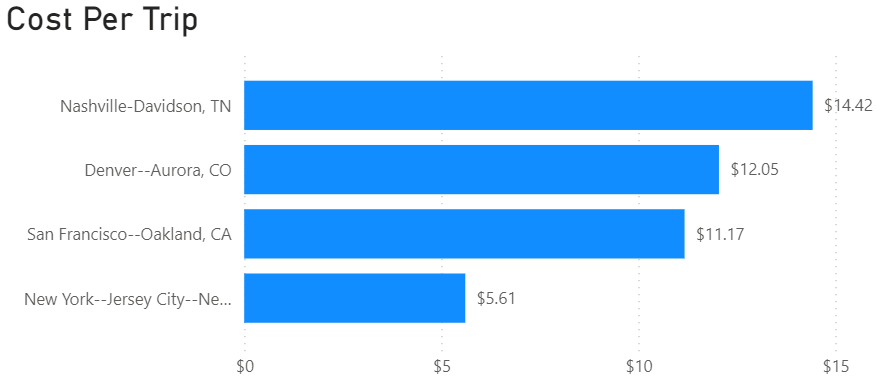 Cost Per Trip
Nashville-Davidson, TN $14.42
Denver--Aurora, CO $12.05
San Francisco--Oakland, CA $11.17
New York--Jersey City--Ne... $5.61
$0 $5 $10 $15